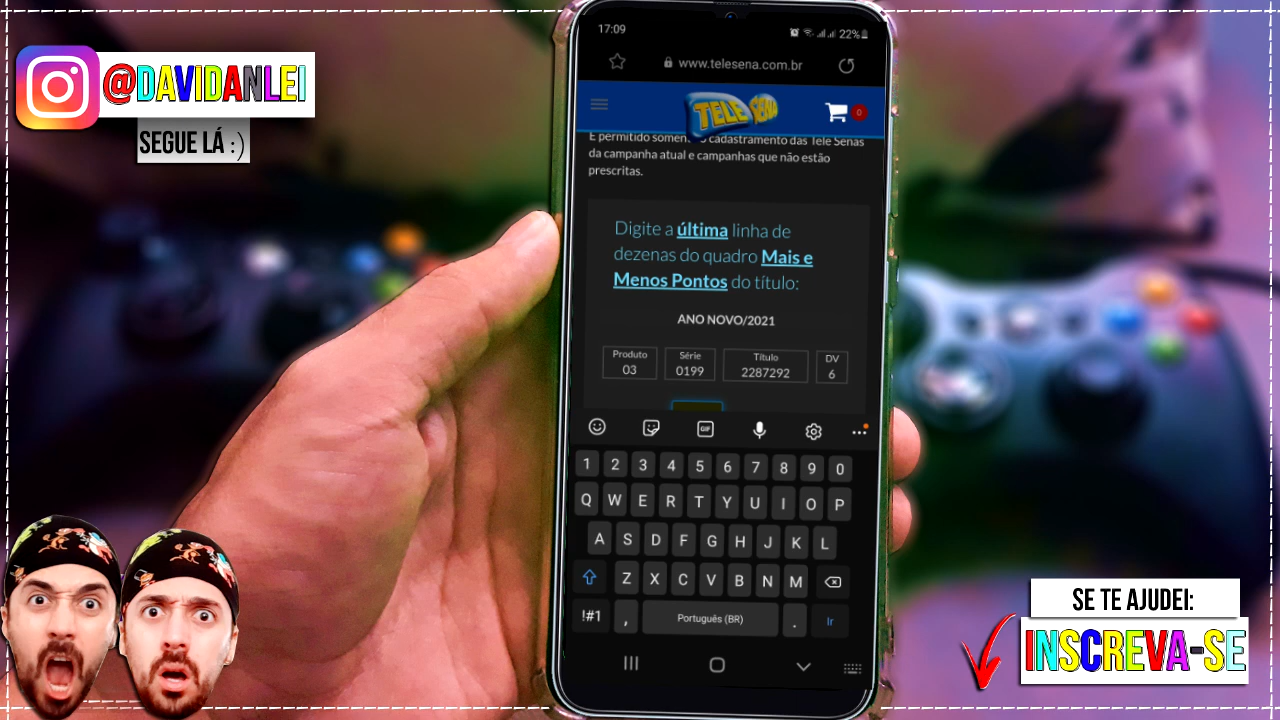 @DAVIDANLEI
SEGUE LÁ :)
17:09
22%
www.telesena.com.br
TELE SENA
0
É permitido somente o cadastramento das Tele Senas
da campanha atual e campanhas que não estão
prescritas.
Digite a última linha de
dezenas do quadro Mais e
Menos Pontos do título:
ANO NOVO/2021
Produto Série Título DV
03 0199 2287292 6
GIF
1 2 3 4 5 6 7 8 9 0
Q W E R T Y U I O P
A S D F G H J K L
Z X C V B N M
!#1 , Português (BR) . Ir
SE TE AJUDEI:
INSCREVA-SE